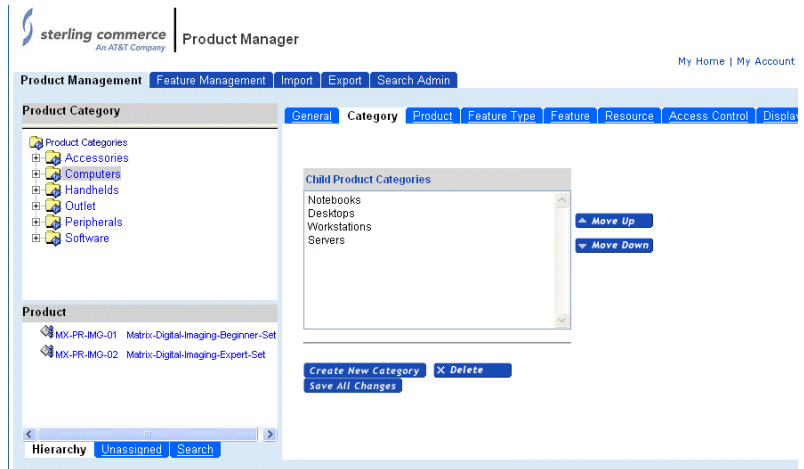 sterling commerce
An AT&T Company
Product Manager
My Home | My Account
Product Management
Feature Management
Import
Export
Search Admin
Product Category
Product Categories
Accessories
Computers
Handhelds
Outlet
Peripherals
Software
Product
MX-PR-IMG-01 Matrix-Digital-Imaging-Beginner-Set
MX-PR-IMG-02 Matrix-Digital-Imaging-Expert-Set
Hierarchy
Unassigned
Search
General
Category
Product
Feature Type
Feature
Resource
Access Control
Display
Child Product Categories
Notebooks
Desktops
Workstations
Servers
Move Up
Move Down
Create New Category
X Delete
Save All Changes